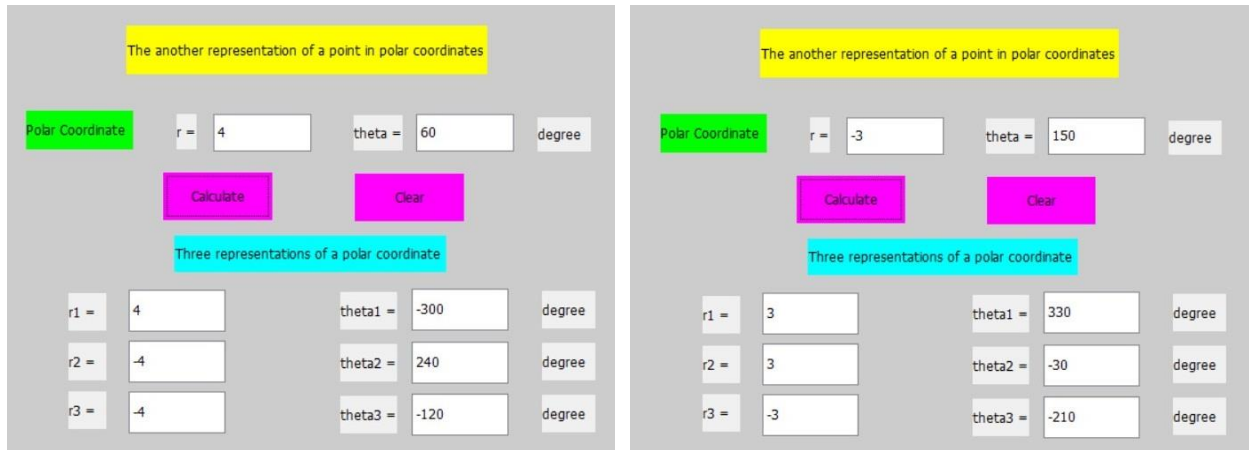 The another representation of a point in polar coordinates
Polar Coordinate r = 4 theta = 60 degree
Calculate Clear
Three representations of a polar coordinate
r1 = 4 theta1 = -300 degree
r2 = -4 theta2 = 240 degree
r3 = -4 theta3 = -120 degree
The another representation of a point in polar coordinates
Polar Coordinate r = -3 theta = 150 degree
Calculate Clear
Three representations of a polar coordinate
r1 = 3 theta1 = 330 degree
r2 = 3 theta2 = -30 degree
r3 = -3 theta3 = -210 degree